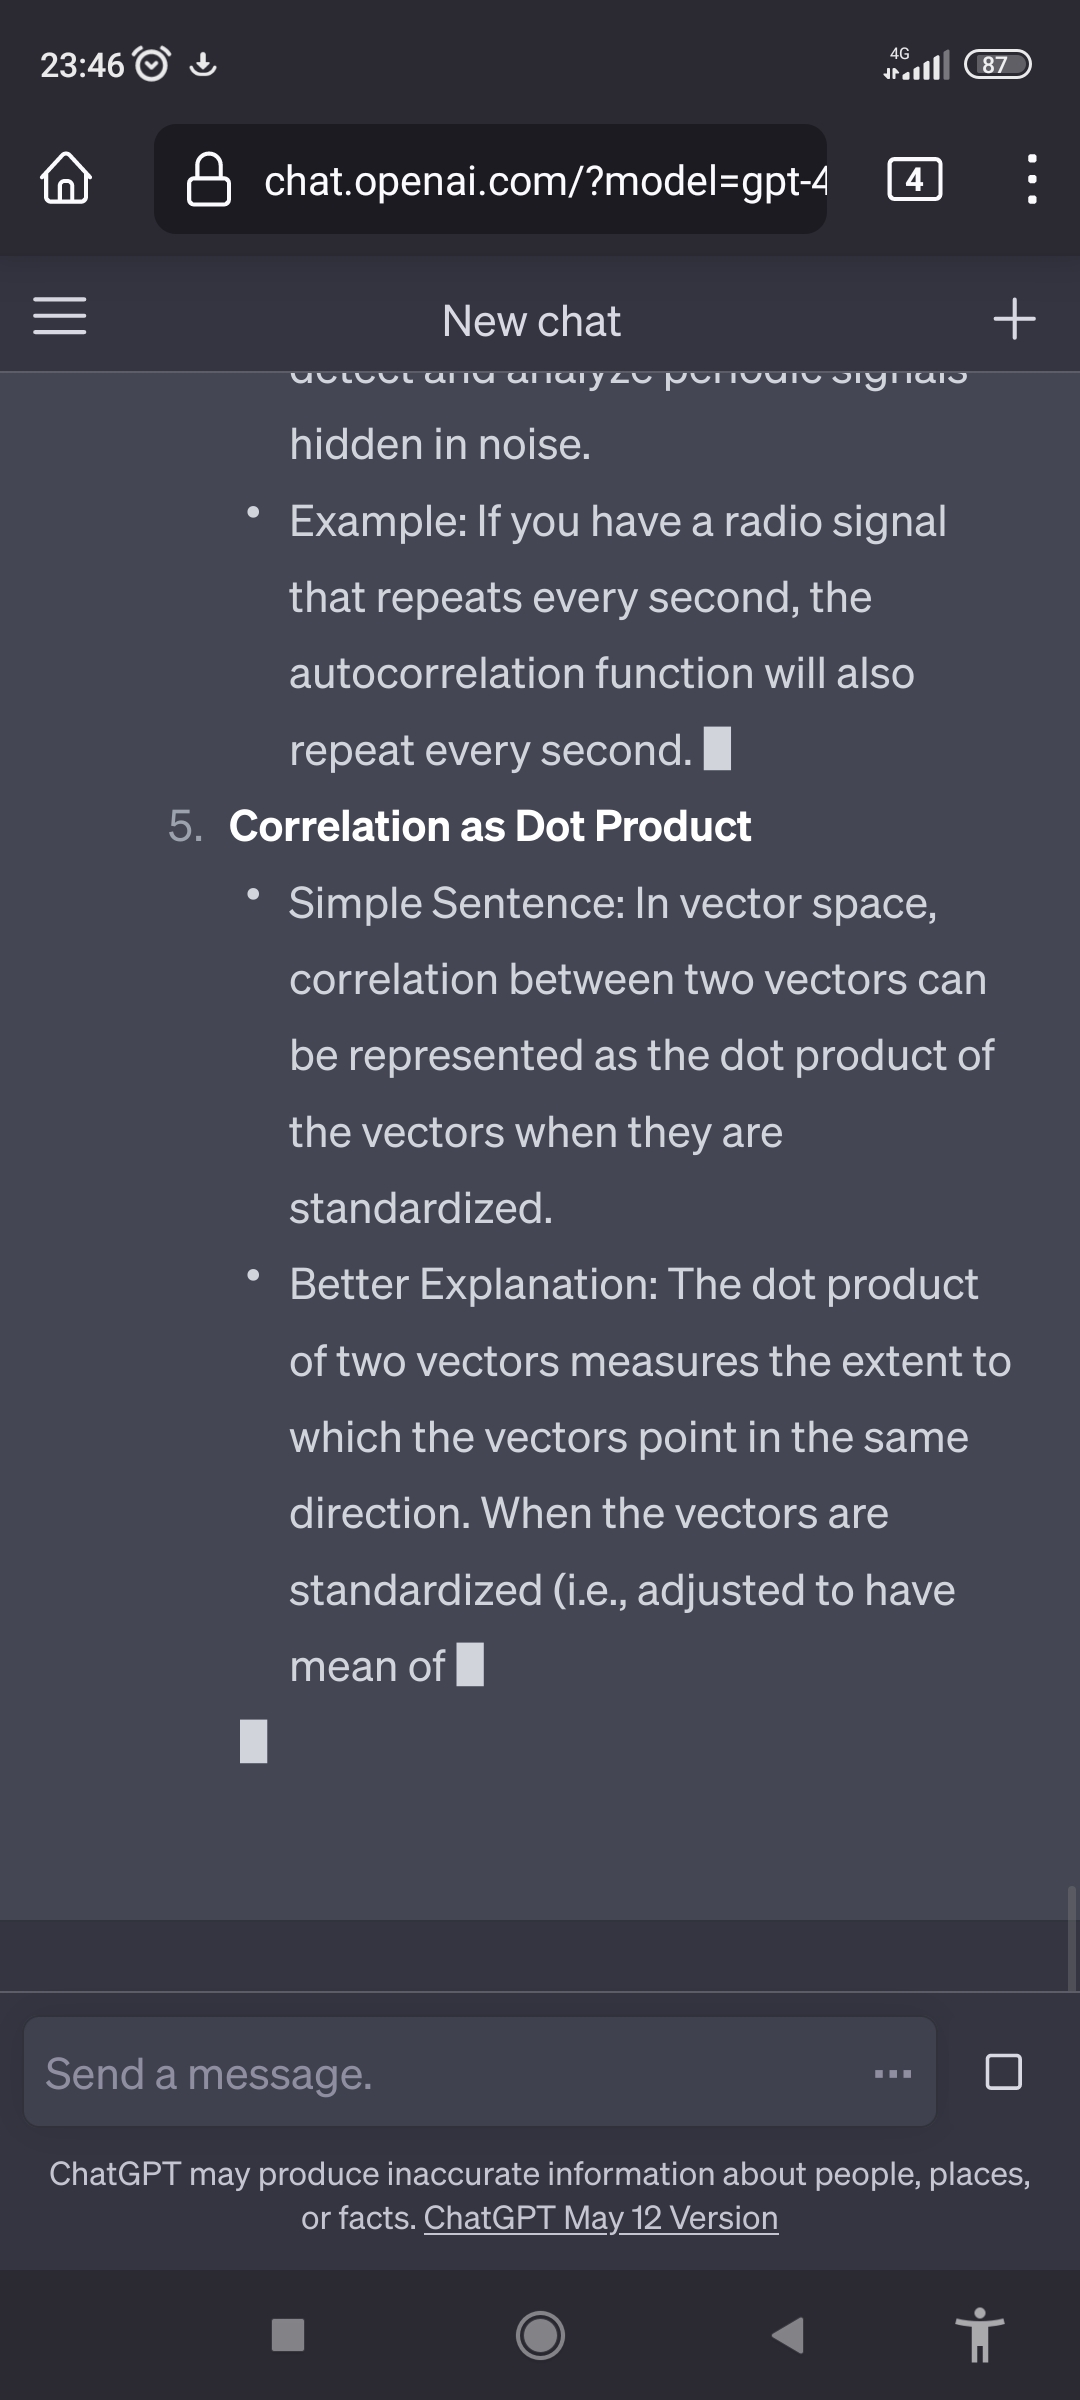 23:46
4G
87
chat.openai.com/?model=gpt-4
4
New chat
detect and analyze periodic signals
hidden in noise.
• Example: If you have a radio signal
that repeats every second, the
autocorrelation function will also
repeat every second.
5. Correlation as Dot Product
• Simple Sentence: In vector space,
correlation between two vectors can
be represented as the dot product of
the vectors when they are
standardized.
• Better Explanation: The dot product
of two vectors measures the extent to
which the vectors point in the same
direction. When the vectors are
standardized (i.e., adjusted to have
mean of
Send a message.
ChatGPT may produce inaccurate information about people, places,
or facts. ChatGPT May 12 Version